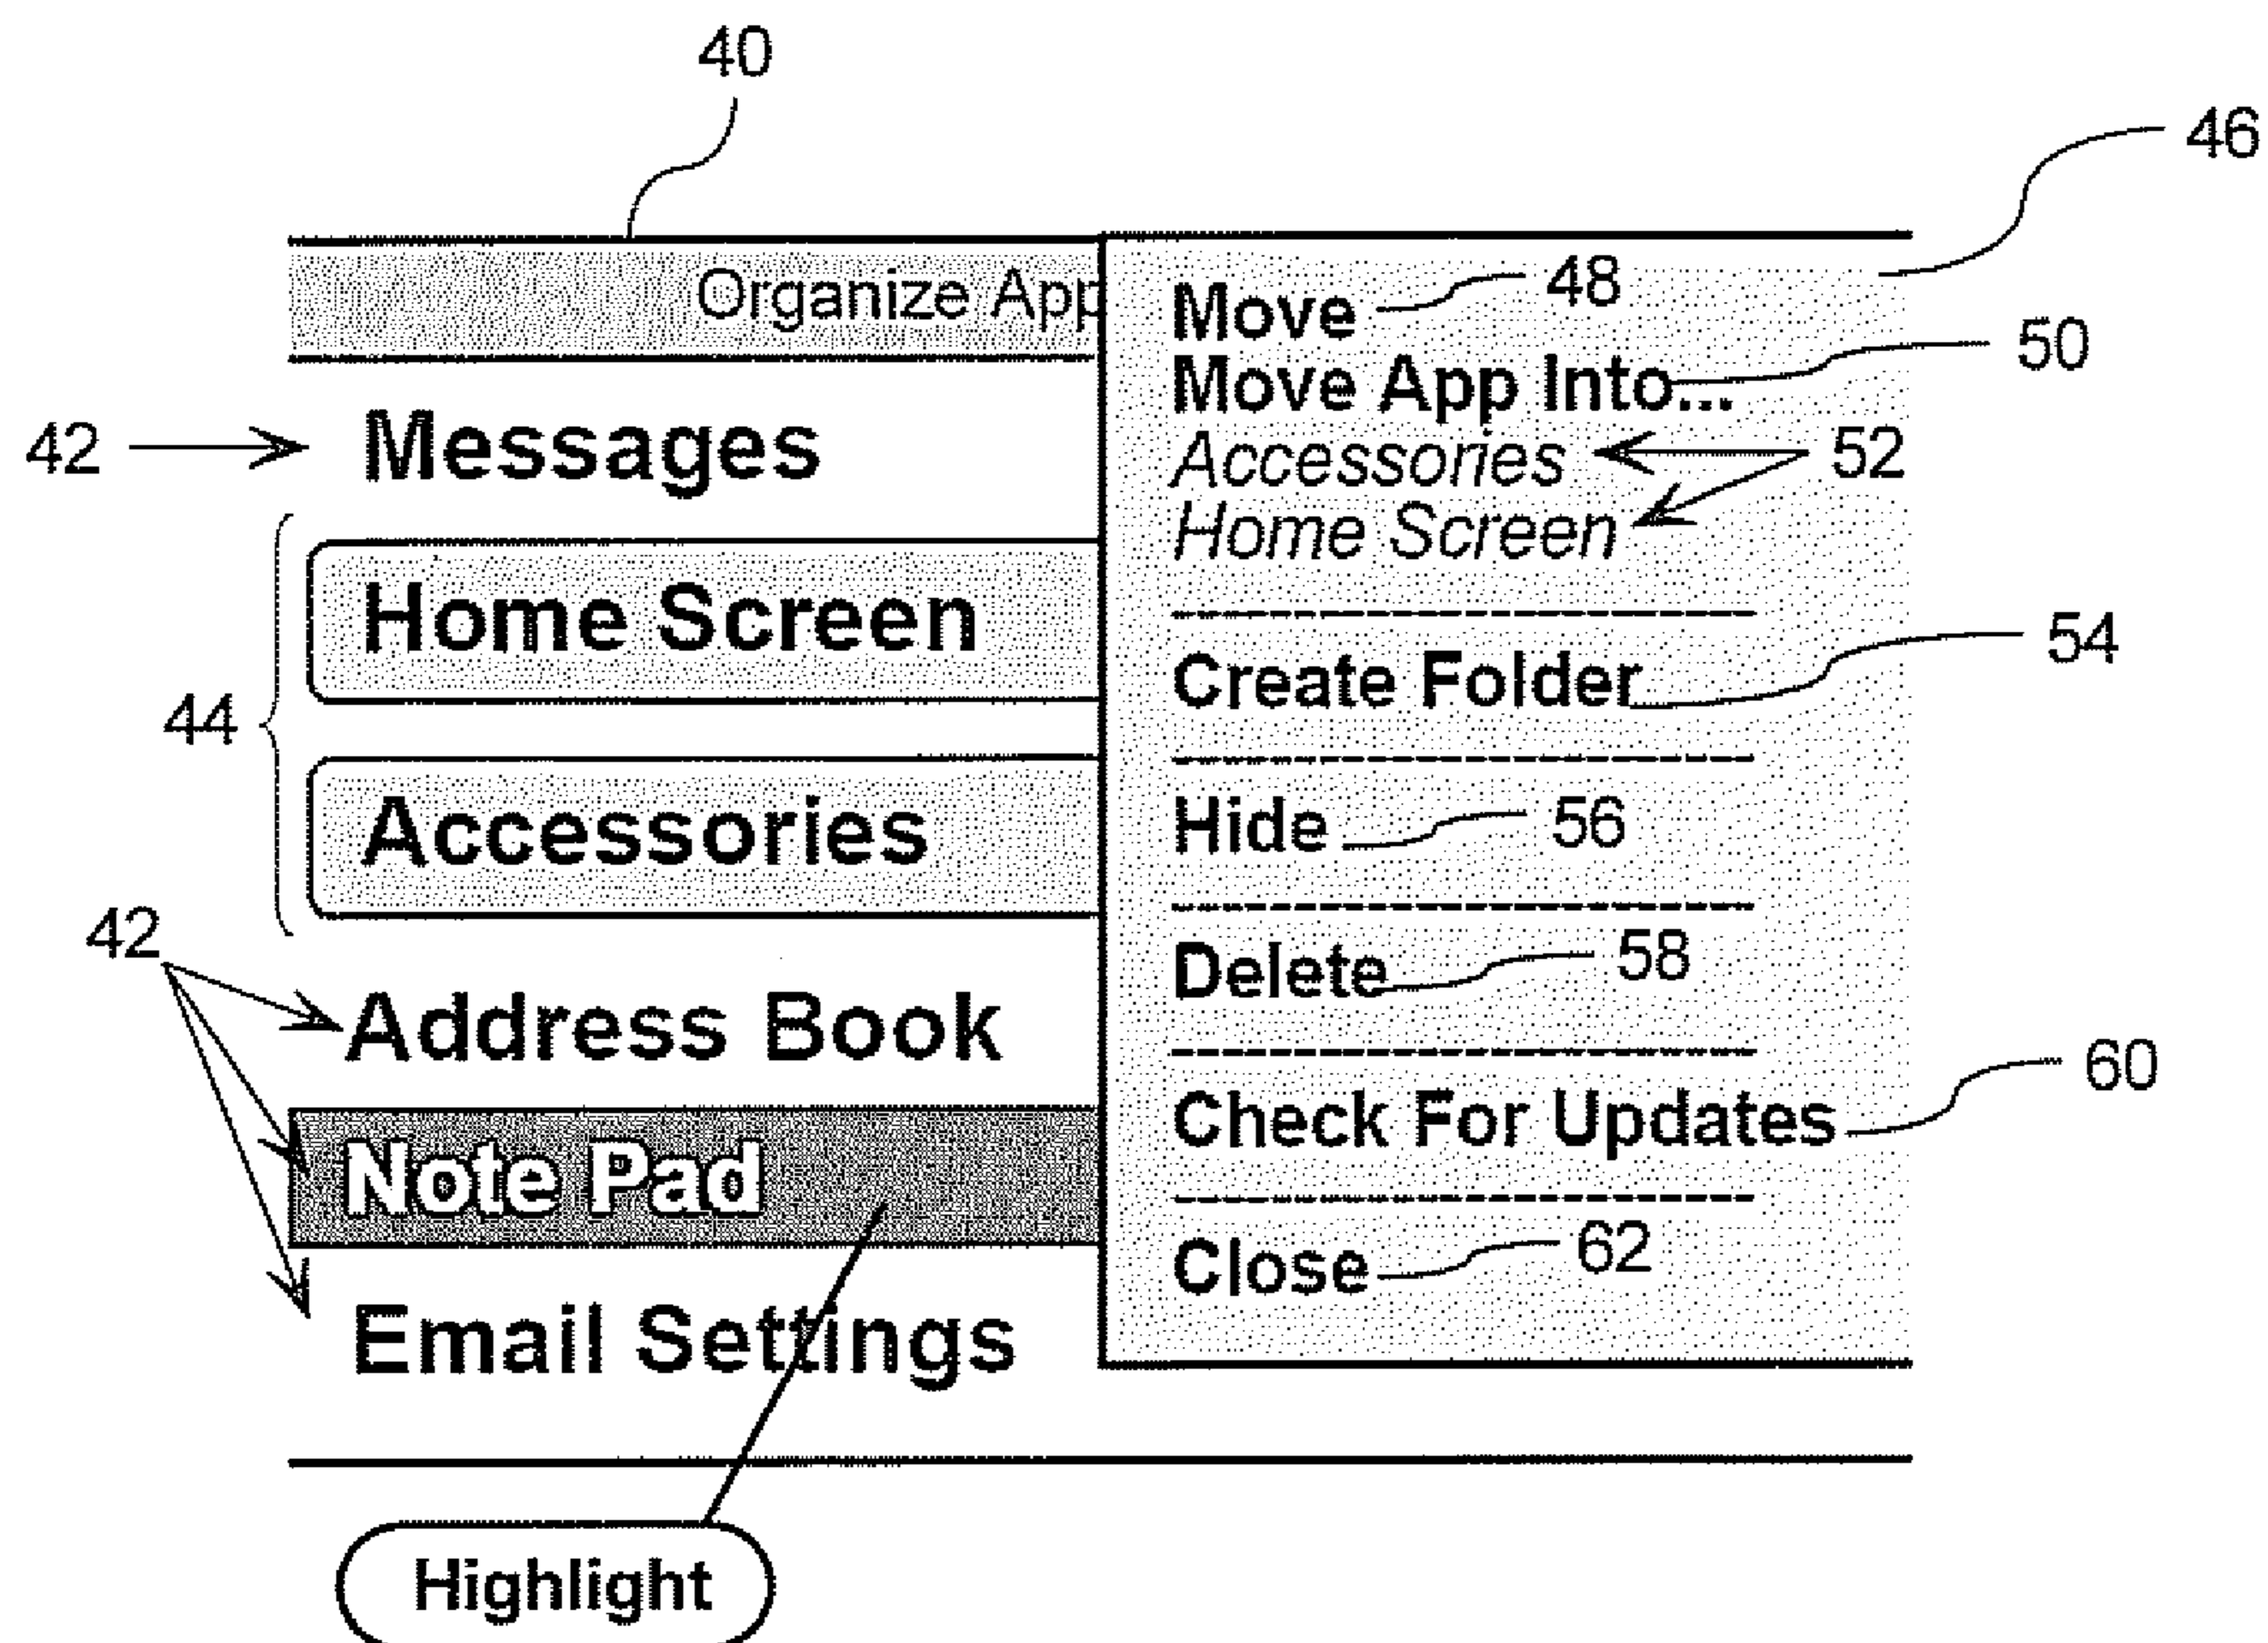 40
46
Organize App
Move 48
Move App Into... 50
Accessories 52
Home Screen
42 Messages
44
Home Screen
Accessories
Create Folder 54
Hide 56
Delete 58
Check For Updates 60
Close 62
42
Address Book
Note Pad
Email Settings
Highlight